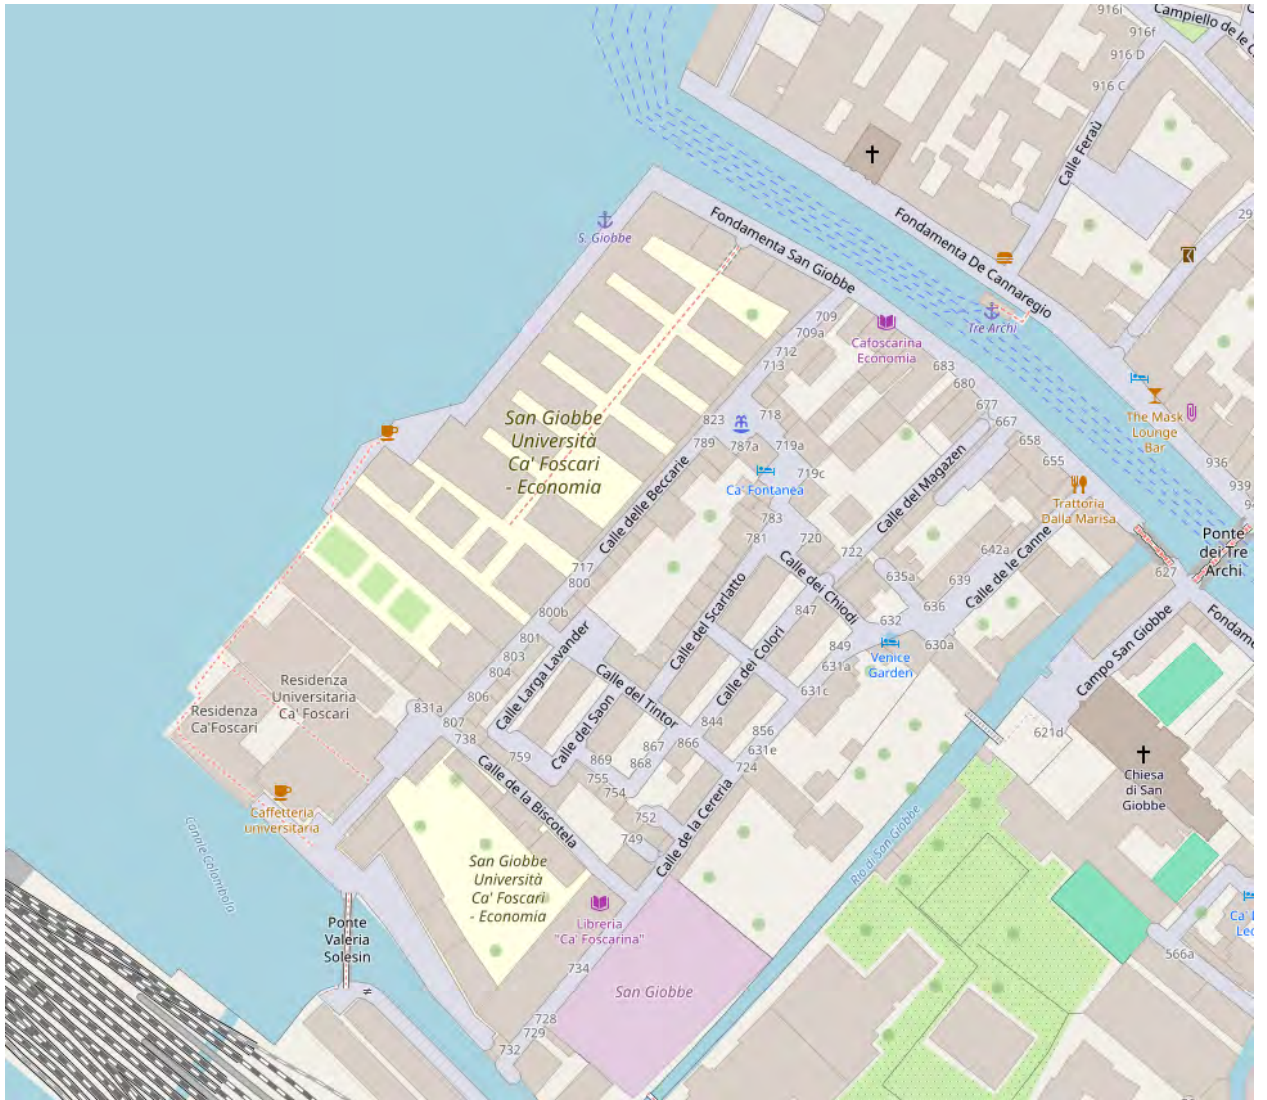 916i
Campiello de le C
916f
916 D
916 C
Calle Feraù
S. Giobbe
Fondamenta San Giobbe
Fondamenta De Cannaregio
29
Tre Archi
709
709a
712
713
Cafoscarina
Economia
683
680
677
667
658
655
The Mask
Lounge
Bar
936
939
San Giobbe
Università
Ca' Foscari
- Economia
823
718
789
787a
719a
719c
Ca' Fontanea
Calle delle Beccarie
Calle del Magazen
Trattoria
Dalla Marisa
Ponte
dei Tre
Archi
783
781
720
722
717
800
800b
642a
635a
639
636
627
Calle de le Canne
Calle dei Chiodi
Calle del Scarlatto
847
Calle dei Colori
632
630a
849
631a
631c
Venice
Garden
Campo San Giobbe
Fondame
801
803
804
806
807
738
Calle Larga Lavander
Calle del Tintor
Calle del Saon
Residenza
Universitaria
Ca' Foscari
Residenza
Ca'Foscari
831a
844
856
631e
724
866
867
868
869
759
755
754
752
749
621d
Chiesa
di San
Giobbe
Calle de la Biscotela
Calle de la Cereria
Rio di San Giobbe
Caffetteria
universitaria
Canale Colombola
San Giobbe
Università
Ca' Foscari
- Economia
Libreria
"Ca' Foscarina"
Ponte
Valeria
Solesin
734
728
729
732
San Giobbe
566a